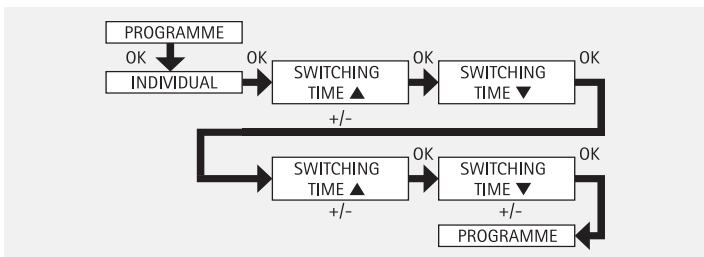 PROGRAMME
OK
INDIVIDUAL
OK
SWITCHING
TIME ▲
+/-
OK
SWITCHING
TIME ▼
OK
SWITCHING
TIME ▲
+/-
OK
SWITCHING
TIME ▼
+/-
OK
PROGRAMME